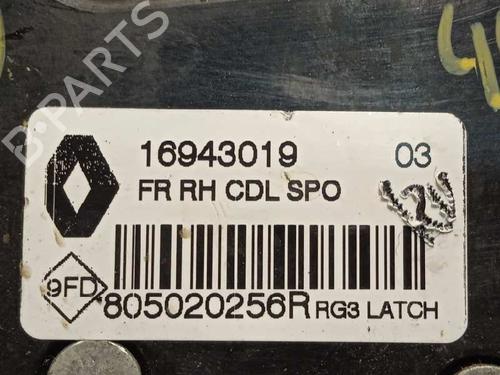 16943019 03
FR RH CDL SPO
9FD
805020256R RG3 LATCH
B-PARTS